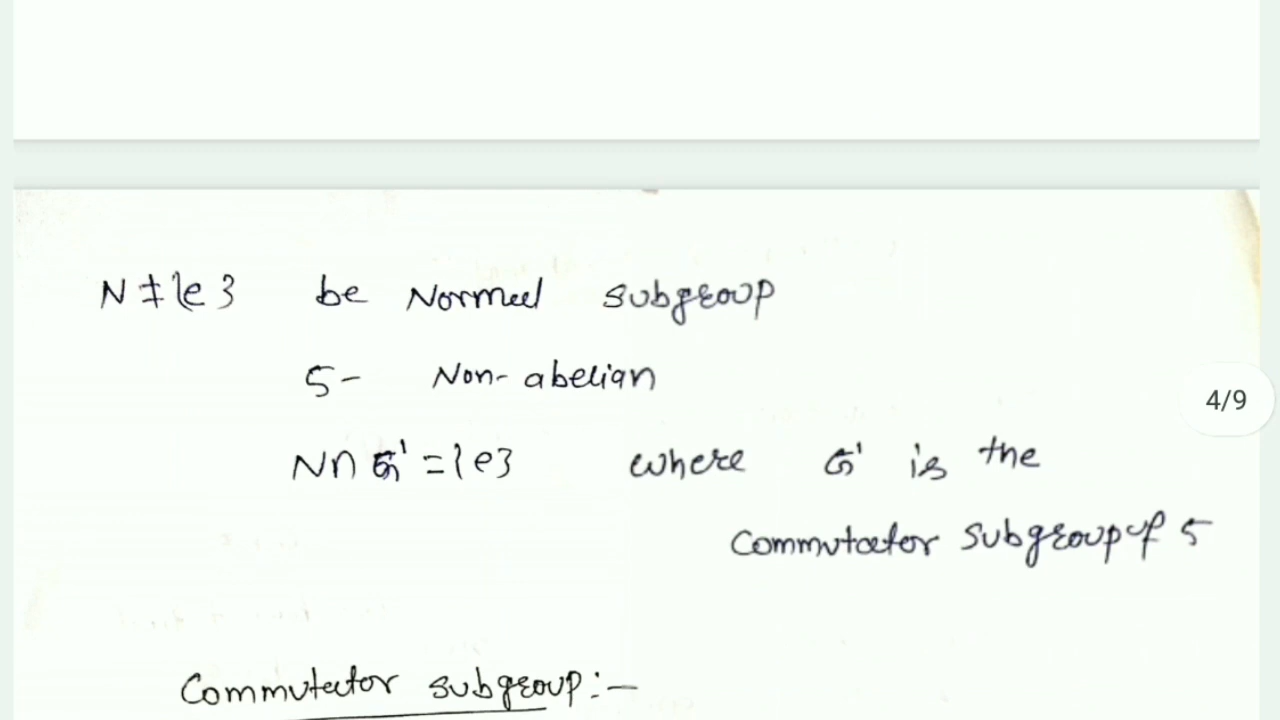 N ≠ {e} be Normal subgroup
G - Non-abelian
N∩G' = {e} where G' is the
Commutator subgroup of G
4/9
Commutator subgroup :-